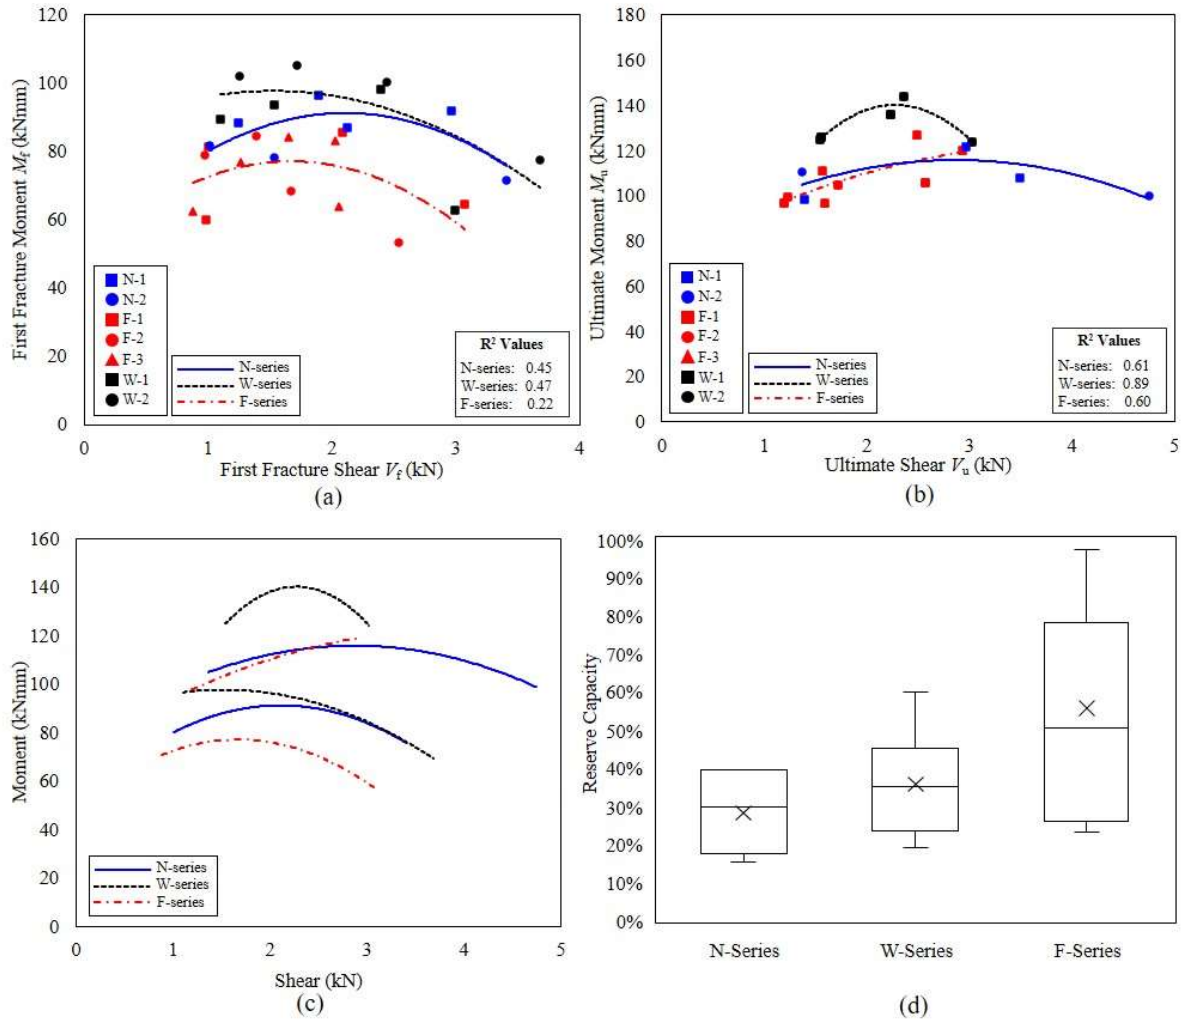 120
100
80
60
40
20
0
First Fracture Moment Mf (kNmm)
N-1
N-2
F-1
F-2
F-3
W-1
W-2
N-series
W-series
F-series
R² Values
N-series: 0.45
W-series: 0.47
F-series: 0.22
0 1 2 3 4
First Fracture Shear Vf (kN)
(a)
180
160
140
120
100
80
60
40
20
0
Ultimate Moment Mu (kNmm)
N-1
N-2
F-1
F-2
F-3
W-1
W-2
N-series
W-series
F-series
R² Values
N-series: 0.61
W-series: 0.89
F-series: 0.60
0 1 2 3 4 5
Ultimate Shear Vu (kN)
(b)
160
140
120
100
80
60
40
20
0
Moment (kNmm)
N-series
W-series
F-series
0 1 2 3 4 5
Shear (kN)
(c)
100%
90%
80%
70%
60%
50%
40%
30%
20%
10%
0%
Reserve Capacity
N-Series W-Series F-Series
(d)